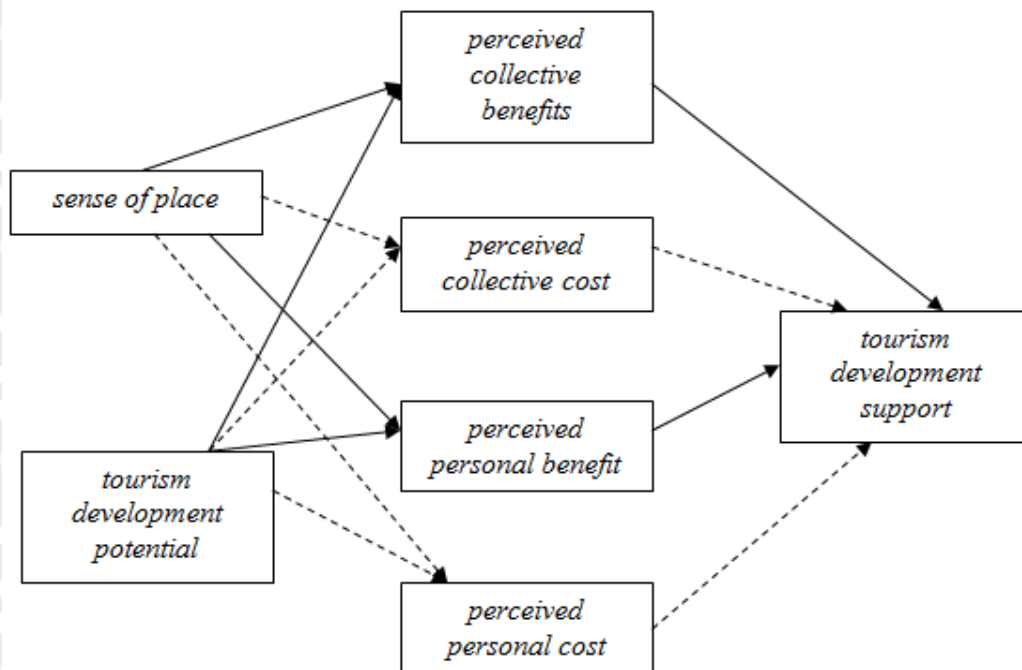 perceived
collective
benefits
sense of place
perceived
collective cost
tourism
development
support
perceived
personal benefit
tourism
development
potential
perceived
personal cost